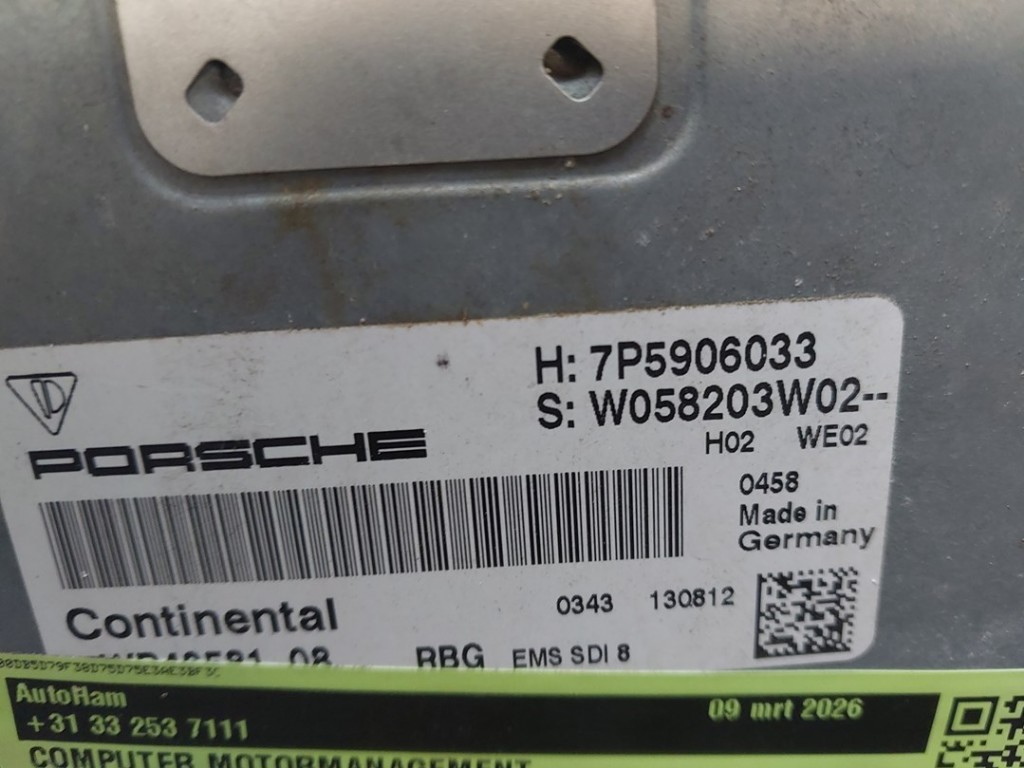 H: 7P5906033
S: W058203W02--
PORSCHE
H02 WE02
0458
Made in
Germany
Continental
0343 130812
RBG EMS SDI 8
AutoHam
+31 33 253 7111
09 mrt 2026
COMPUTER MOTORMANAGEMENT